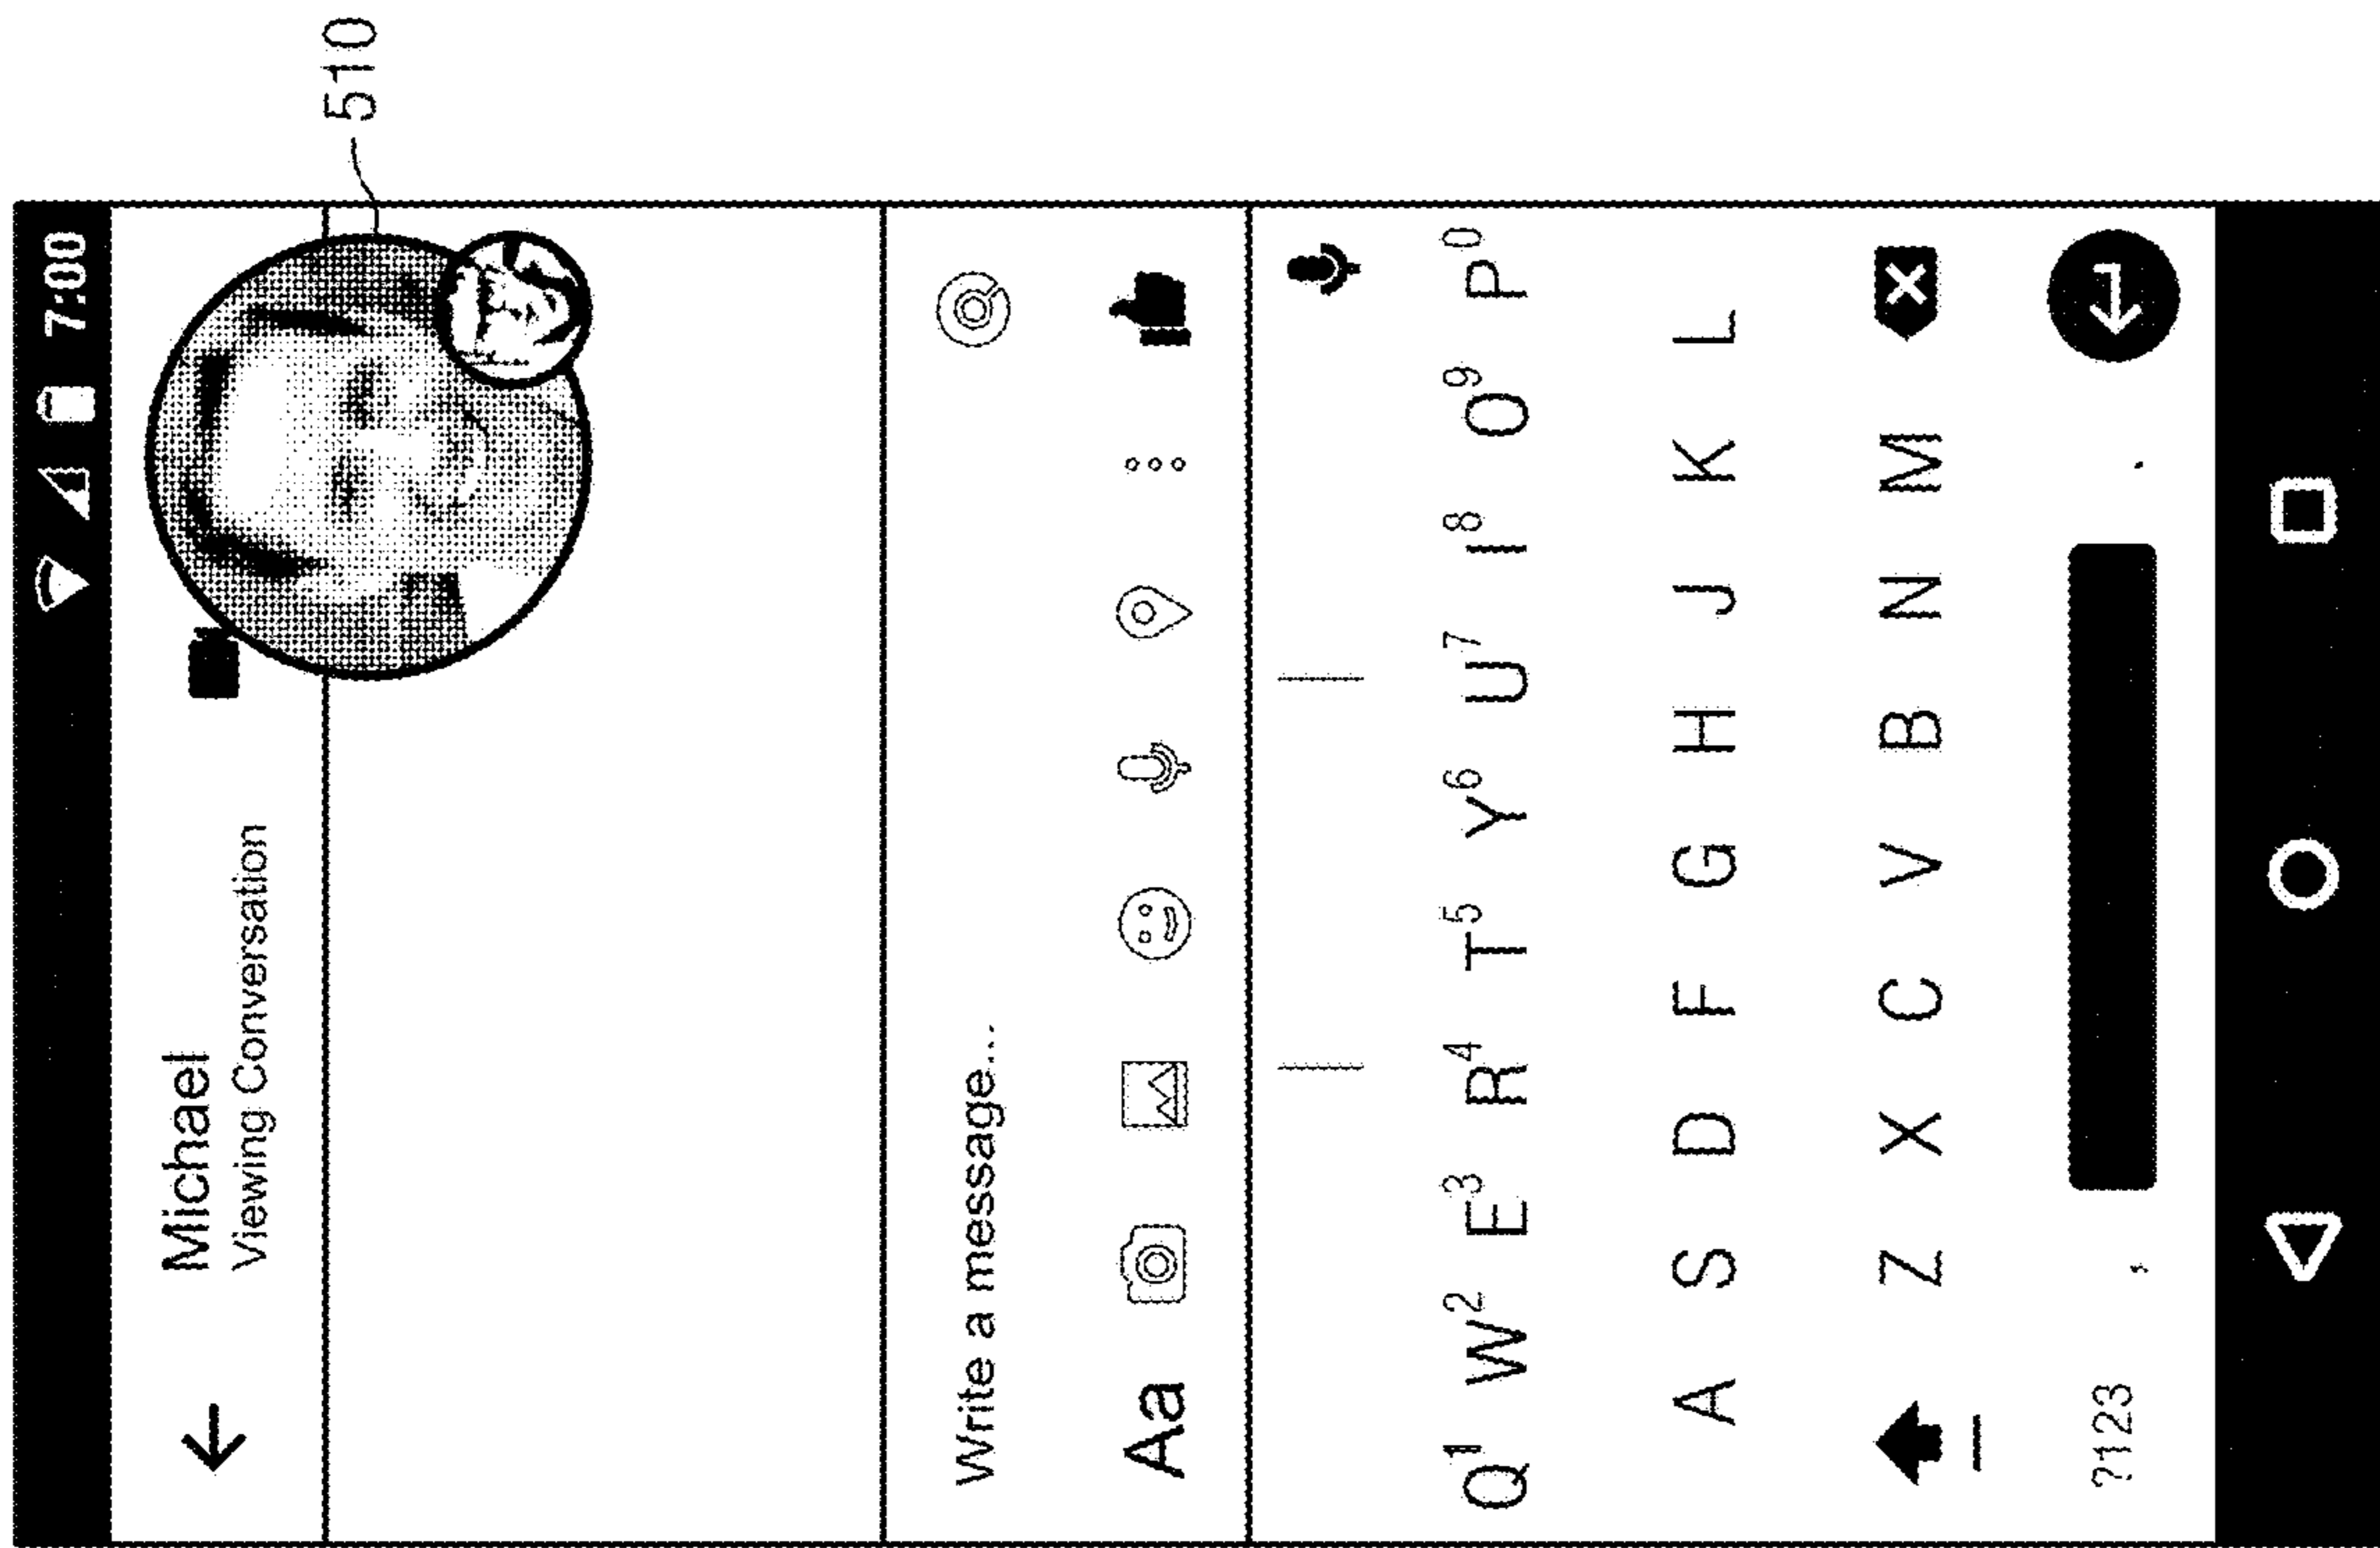 7:00
510
Michael
Viewing Conversation
Write a message...
Aa
Q1 W2 E3 R4 T5 Y6 U7 I8 O9 P0
A S D F G H J K L
Z X C V B N M
?123 , .